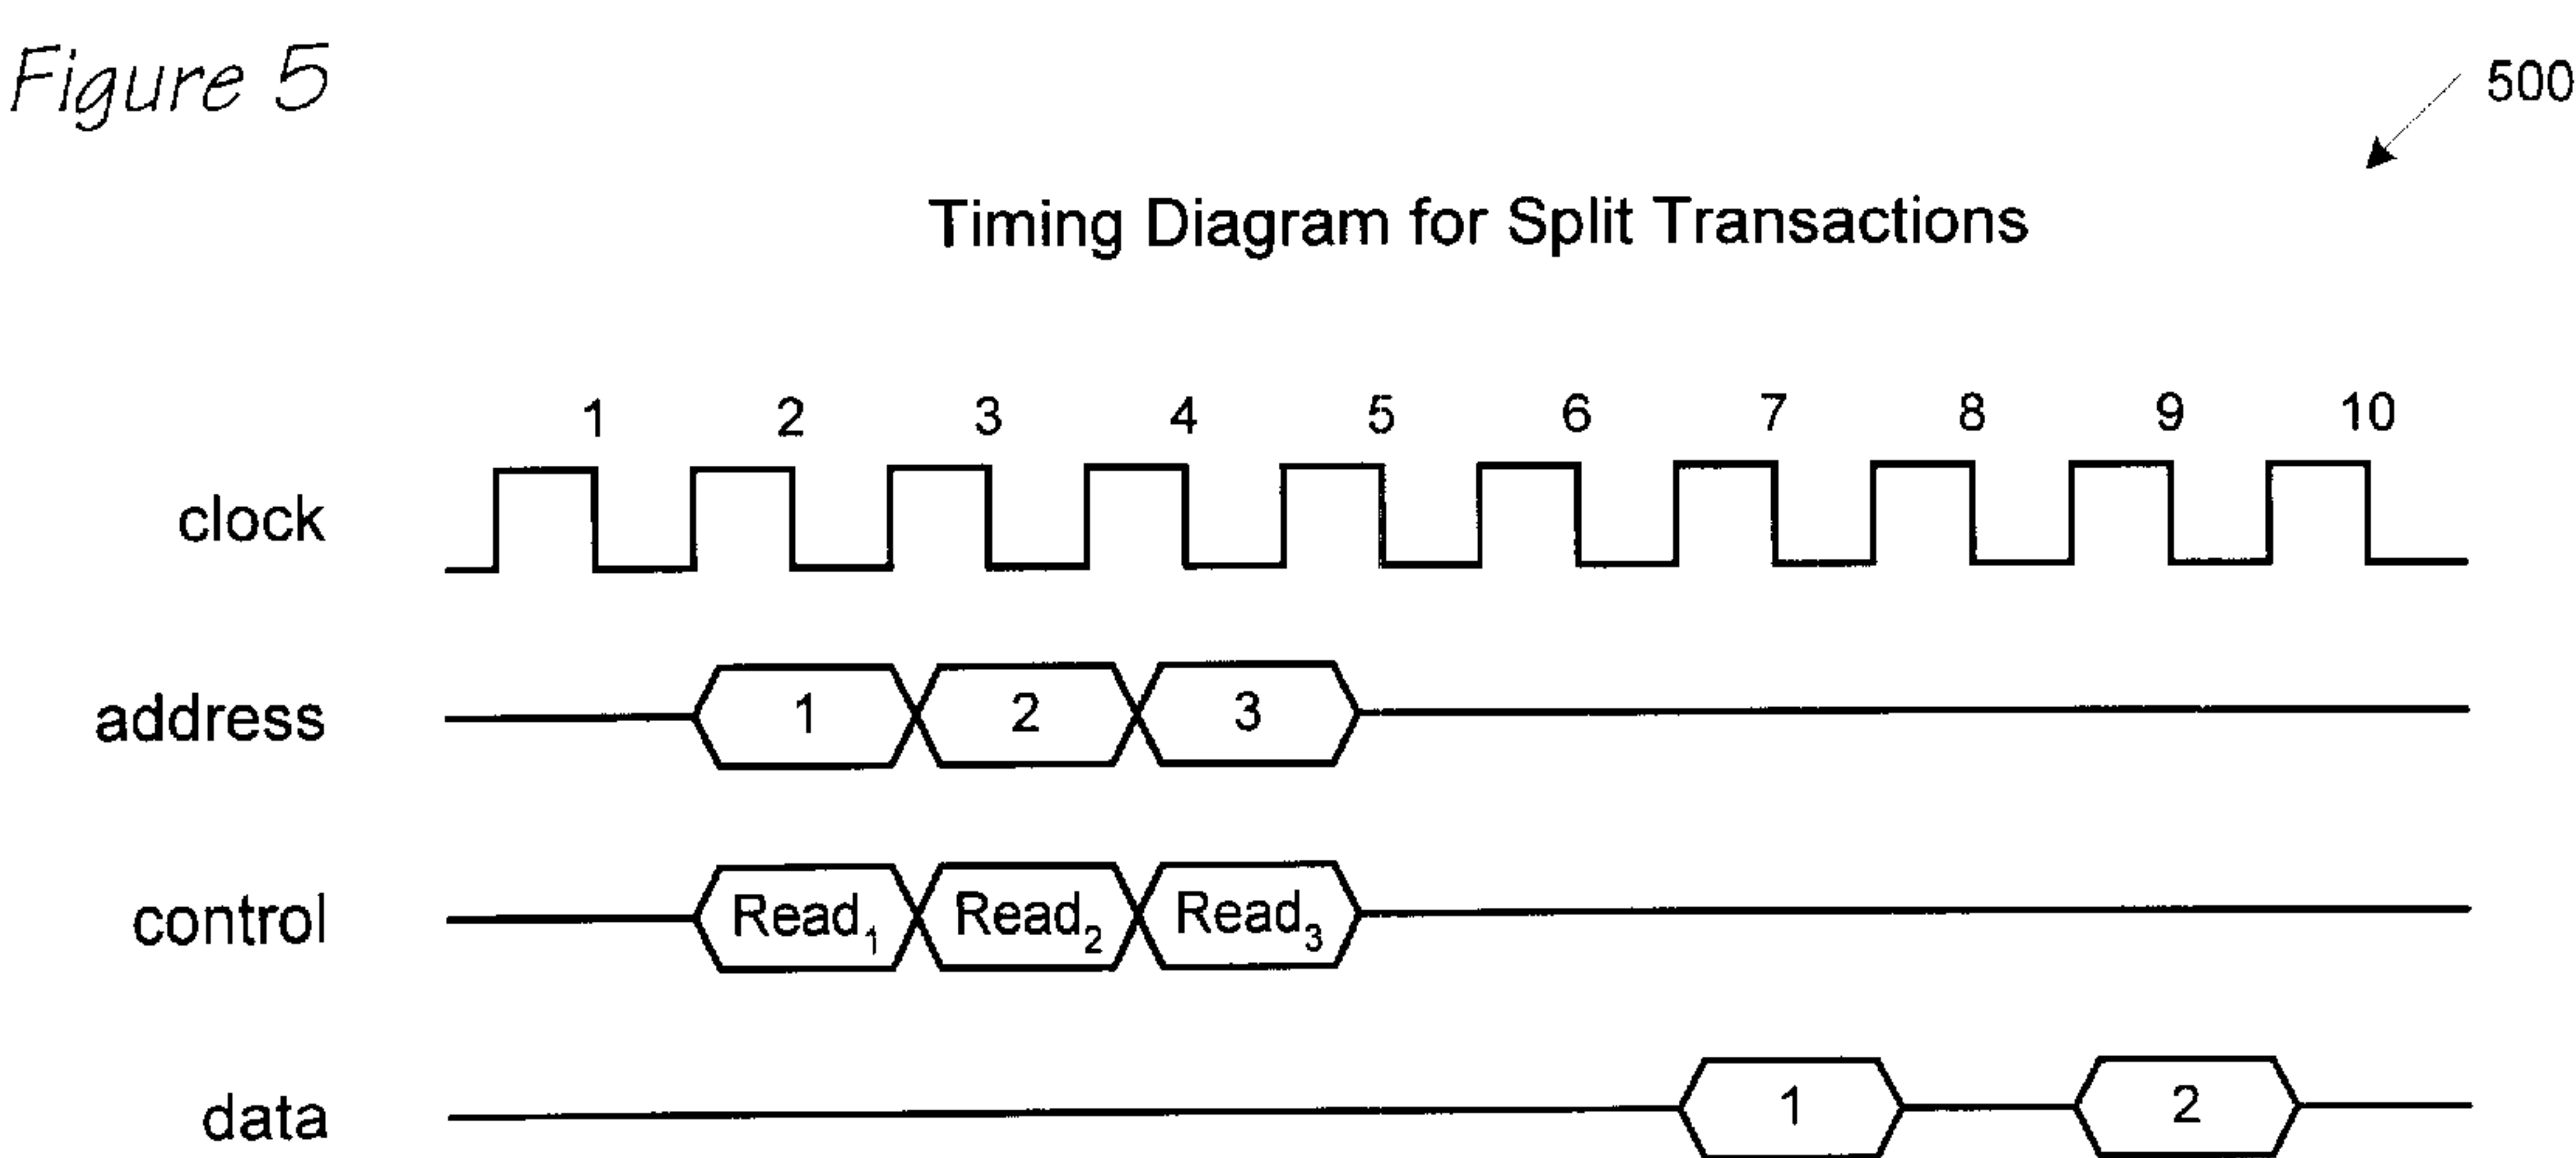 Figure 5
500
Timing Diagram for Split Transactions
1 2 3 4 5 6 7 8 9 10
clock
address 1 2 3
control Read₁ Read₂ Read₃
data 1 2